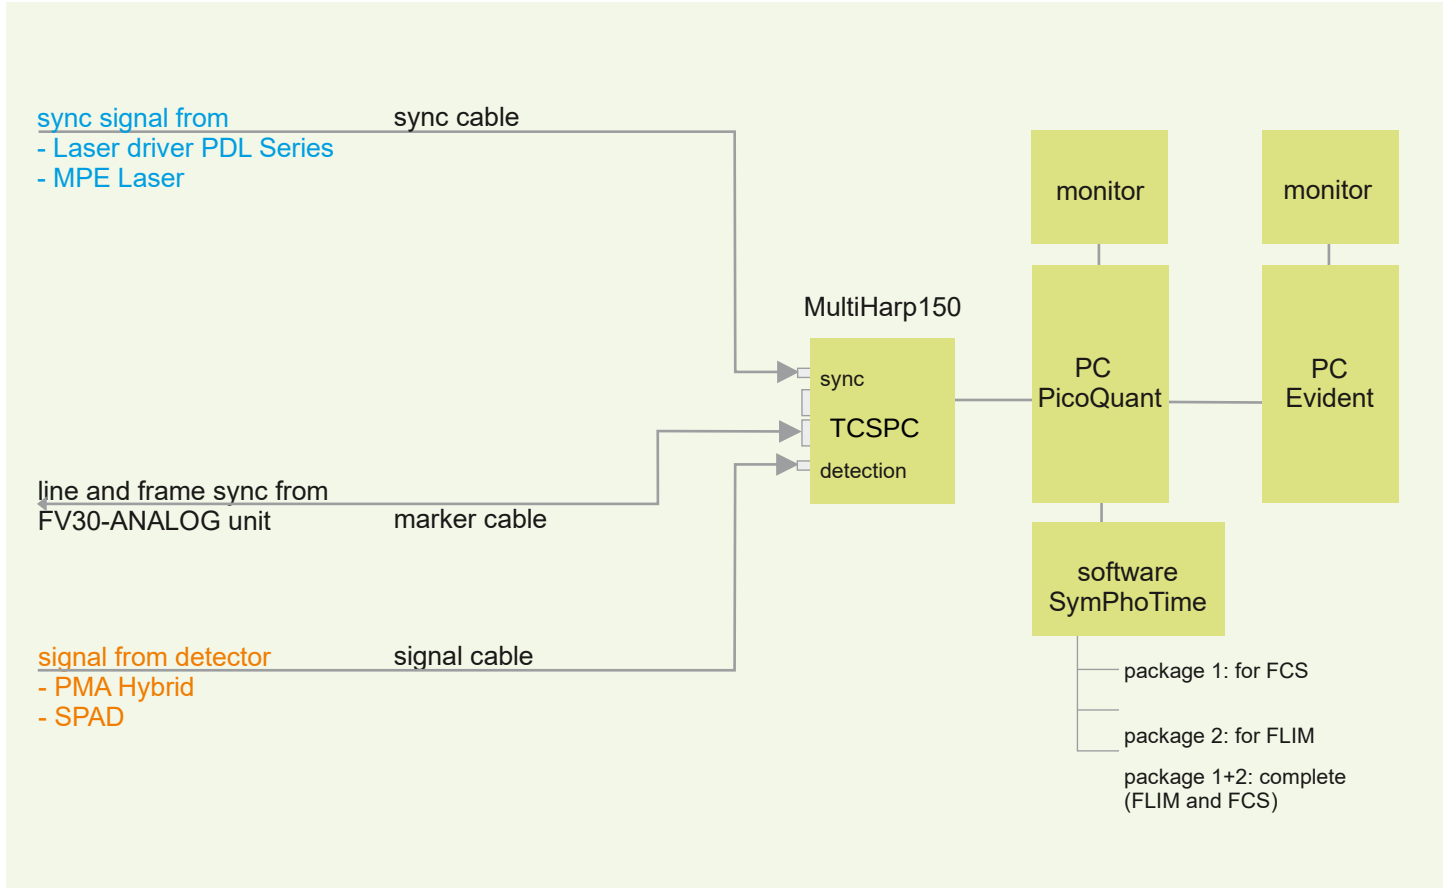 sync signal from
- Laser driver PDL Series
- MPE Laser
sync cable
monitor
monitor
MultiHarp150
sync
TCSPC
detection
PC
PicoQuant
PC
Evident
line and frame sync from
FV30-ANALOG unit
marker cable
software
SymPhoTime
signal from detector
- PMA Hybrid
- SPAD
signal cable
package 1: for FCS
package 2: for FLIM
package 1+2: complete
(FLIM and FCS)